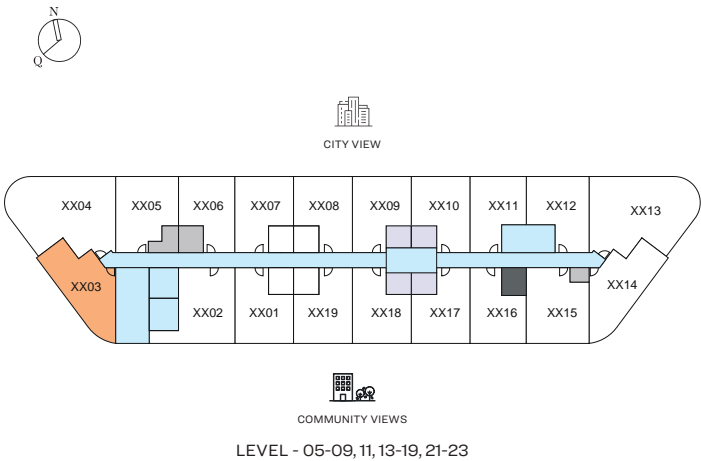 N
Q
CITY VIEW
XX04 XX05 XX06 XX07 XX08 XX09 XX10 XX11 XX12 XX13
XX03 XX14
XX02 XX01 XX19 XX18 XX17 XX16 XX15
COMMUNITY VIEWS
LEVEL - 05-09, 11, 13-19, 21-23